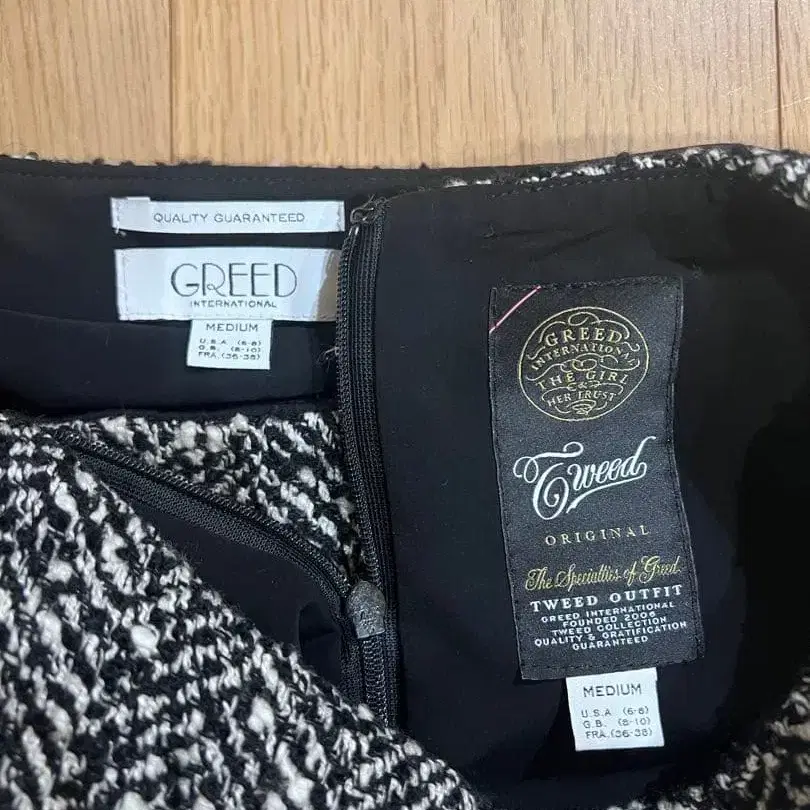 QUALITY GUARANTEED
GREED
INTERNATIONAL
MEDIUM
U.S.A. (6-8)
G.B. (8-10)
FRA. (36-38)
GREED
INTERNATIONAL
THE GIRL
&
HER TRUST
Tweed
ORIGINAL
The Specialties of Greed.
TWEED OUTFIT
GREED INTERNATIONAL
FOUNDED 2006
TWEED COLLECTION
QUALITY & GRATIFICATION
GUARANTEED
MEDIUM
U.S.A. (6-8)
G.B. (8-10)
FRA. (36-38)